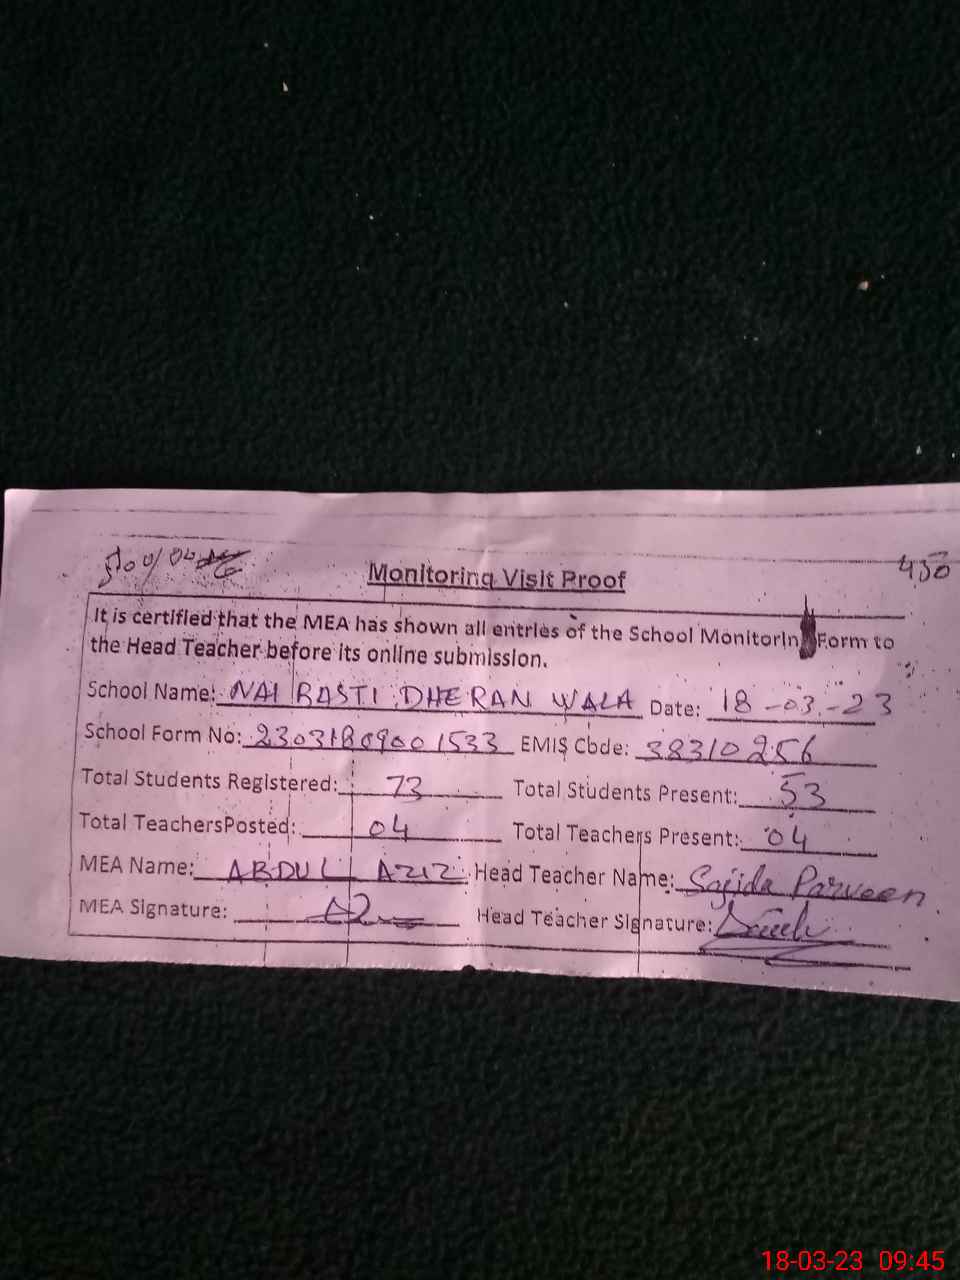 450
Monitoring Visit Proof
It is certified that the MEA has shown all entries of the School Monitoring Form to
the Head Teacher before its online submission.
School Name: NAI BASTI DHERAN WALA Date: 18-03-23
School Form No: 23031809001533 EMIS Code: 38310256
Total Students Registered: 73 Total Students Present: 53
Total TeachersPosted: 04 Total Teachers Present: 04
MEA Name: ABDUL AZIZ Head Teacher Name: Sajida Parveen
MEA Signature: Head Teacher Signature:
18-03-23 09:45